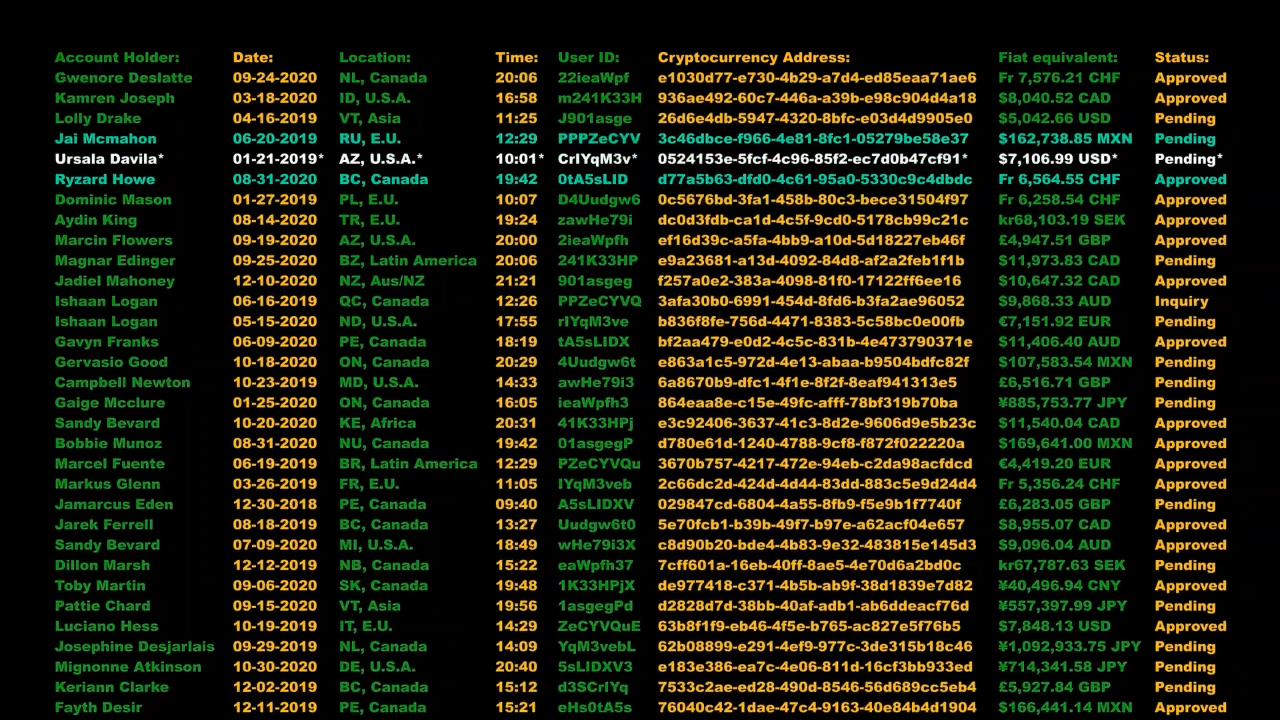 Account Holder: Date: Location: Time: User ID: Cryptocurrency Address: Fiat equivalent: Status:
Gwenore Deslatte 09-24-2020 NL, Canada 20:06 22ieaWpf e1030d77-e730-4b29-a7d4-ed85eaa71ae6 Fr 7,576.21 CHF Approved
Kamren Joseph 03-18-2020 ID, U.S.A. 16:58 m241K33H 936ae492-60c7-446a-a39b-e98c904d4a18 $8,040.52 CAD Approved
Lolly Drake 04-16-2019 VT, Asia 11:25 J901asge 26d6e4db-5947-4320-8bfc-e03d4d9905e0 $5,042.66 USD Pending
Jai Mcmahon 06-20-2019 RU, E.U. 12:29 PPPZeCYV 3c46dbce-f966-4e81-8fc1-05279be58e37 $162,738.85 MXN Pending
Ursala Davila* 01-21-2019* AZ, U.S.A.* 10:01* CrIYqM3v* 0524153e-5fcf-4c96-85f2-ec7d0b47cf91* $7,106.99 USD* Pending*
Ryzard Howe 08-31-2020 BC, Canada 19:42 0tA5sLID d77a5b63-dfd0-4c61-95a0-5330c9c4dbdc Fr 6,564.55 CHF Approved
Dominic Mason 01-27-2019 PL, E.U. 10:07 D4Uudgw6 0c5676bd-3fa1-458b-80c3-bece31504f97 Fr 6,258.54 CHF Approved
Aydin King 08-14-2020 TR, E.U. 19:24 zawHe79i dc0d3fdb-ca1d-4c5f-9cd0-5178cb99c21c kr68,103.19 SEK Approved
Marcin Flowers 09-19-2020 AZ, U.S.A. 20:00 2ieaWpfh ef16d39c-a5fa-4bb9-a10d-5d18227eb46f £4,947.51 GBP Approved
Magnar Edinger 09-25-2020 BZ, Latin America 20:06 241K33HP e9a23681-a13d-4092-84d8-af2a2feb1f1b $11,973.83 CAD Pending
Jadiel Mahoney 12-10-2020 NZ, Aus/NZ 21:21 901asgeg f257a0e2-383a-4098-81f0-17122ff6ee16 $10,647.32 CAD Approved
Ishaan Logan 06-16-2019 QC, Canada 12:26 PPZeCYVQ 3afa30b0-6991-454d-8fd6-b3fa2ae96052 $9,868.33 AUD Inquiry
Ishaan Logan 05-15-2020 ND, U.S.A. 17:55 rIYqM3ve b836f8fe-756d-4471-8383-5c58bc0e00fb €7,151.92 EUR Pending
Gavyn Franks 06-09-2020 PE, Canada 18:19 tA5sLIDX bf2aa479-e0d2-4c5c-831b-4e473790371e $11,406.40 AUD Approved
Gervasio Good 10-18-2020 ON, Canada 20:29 4Uudgw6t e863a1c5-972d-4e13-abaa-b9504bdfc82f $107,583.54 MXN Pending
Campbell Newton 10-23-2019 MD, U.S.A. 14:33 awHe79i3 6a8670b9-dfc1-4f1e-8f2f-8eaf941313e5 £6,516.71 GBP Pending
Gaige Mcclure 01-25-2020 ON, Canada 16:05 ieaWpfh3 864eaa8e-c15e-49fc-afff-78bf319b70ba ¥885,753.77 JPY Pending
Sandy Bevard 10-20-2020 KE, Africa 20:31 41K33HPj e3c92406-3637-41c3-8d2e-9606d9e5b23c $11,540.04 CAD Approved
Bobbie Munoz 08-31-2020 NU, Canada 19:42 01asgegP d780e61d-1240-4788-9cf8-f872f022220a $169,641.00 MXN Approved
Marcel Fuente 06-19-2019 BR, Latin America 12:29 PZeCYVQu 3670b757-4217-472e-94eb-c2da98acfdcd €4,419.20 EUR Approved
Markus Glenn 03-26-2019 FR, E.U. 11:05 IYqM3veb 2c66dc2d-424d-4d44-83dd-883c5e9d24d4 Fr 5,356.24 CHF Approved
Jamarcus Eden 12-30-2018 PE, Canada 09:40 A5sLIDXV 029847cd-6804-4a55-8fb9-f5e9b1f7740f £6,283.05 GBP Pending
Jarek Ferrell 08-18-2019 BC, Canada 13:27 Uudgw6t0 5e70fcb1-b39b-49f7-b97e-a62acf04e657 $8,955.07 CAD Approved
Sandy Bevard 07-09-2020 MI, U.S.A. 18:49 wHe79i3X c8d90b20-bde4-4b83-9e32-483815e145d3 $9,096.04 AUD Approved
Dillon Marsh 12-12-2019 NB, Canada 15:22 eaWpfh37 7cff601a-16eb-40ff-8ae5-4e70d6a2bd0c kr67,787.63 SEK Pending
Toby Martin 09-06-2020 SK, Canada 19:48 1K33HPjX de977418-c371-4b5b-ab9f-38d1839e7d82 ¥40,496.94 CNY Approved
Pattie Chard 09-15-2020 VT, Asia 19:56 1asgegPd d2828d7d-38bb-40af-adb1-ab6ddeacf76d ¥557,397.99 JPY Pending
Luciano Hess 10-19-2019 IT, E.U. 14:29 ZeCYVQuE 63b8f1f9-eb46-4f5e-b765-ac827e5f76b5 $7,848.13 USD Approved
Josephine Desjarlais 09-29-2019 NL, Canada 14:09 YqM3vebL 62b08899-e291-4ef9-977c-3de315b18c46 ¥1,092,933.75 JPY Pending
Mignonne Atkinson 10-30-2020 DE, U.S.A. 20:40 5sLIDXV3 e183e386-ea7c-4e06-811d-16cf3bb933ed ¥714,341.58 JPY Pending
Keriann Clarke 12-02-2019 BC, Canada 15:12 d3SCrIYq 7533c2ae-ed28-490d-8546-56d689cc5eb4 £5,927.84 GBP Pending
Fayth Desir 12-11-2019 PE, Canada 15:21 eHs0tA5s 76040c42-1dae-47c4-9163-40e84b4d1904 $166,441.14 MXN Approved